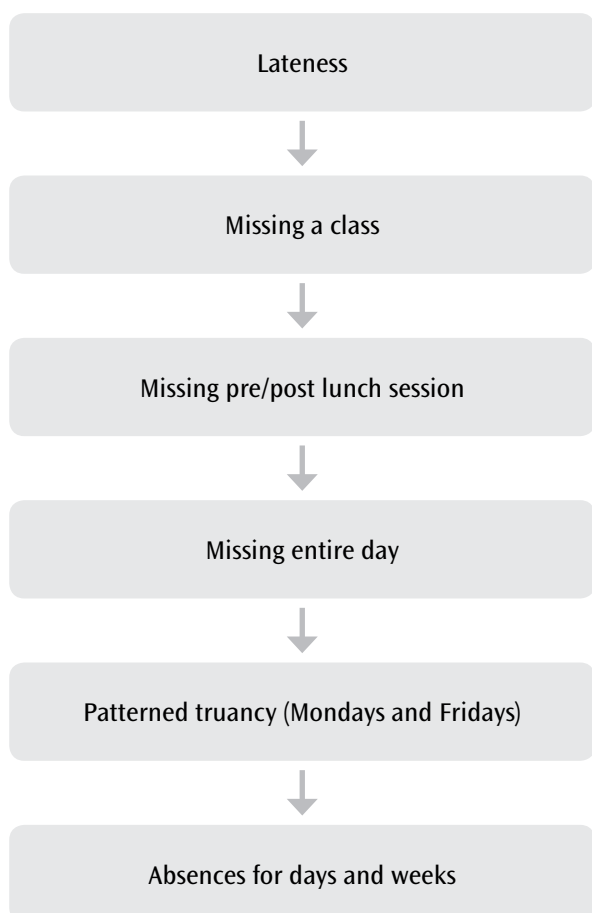 Lateness
Missing a class
Missing pre/post lunch session
Missing entire day
Patterned truancy (Mondays and Fridays)
Absences for days and weeks